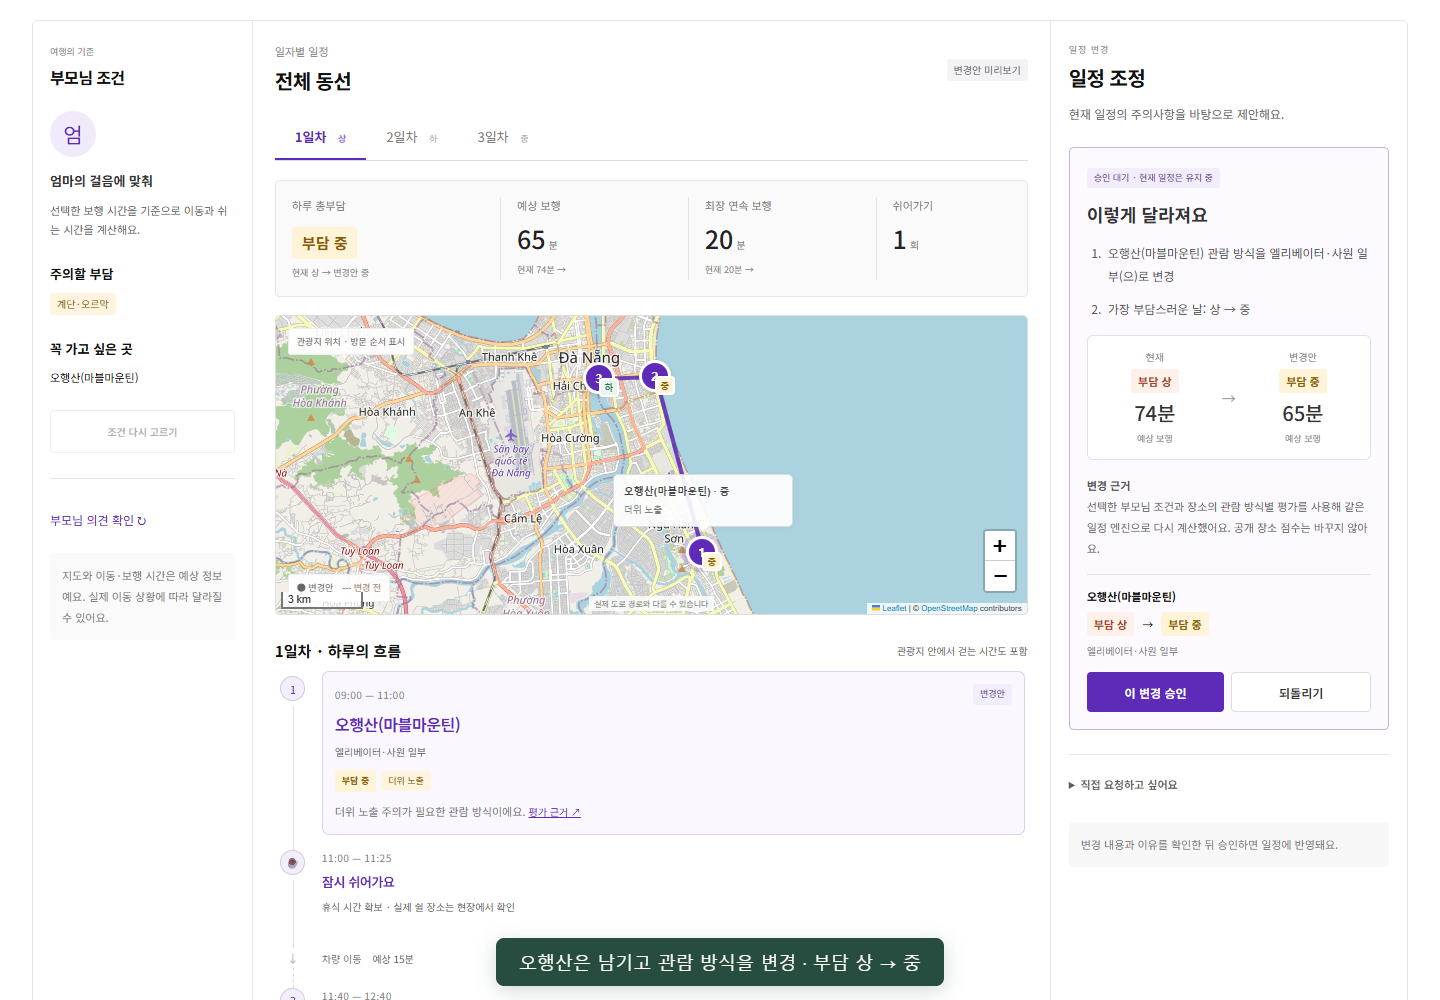 여행의 기준
부모님 조건
엄
엄마의 걸음에 맞춰
선택한 보행 시간을 기준으로 이동과 쉬
는 시간을 계산해요.
주의할 부담
계단·오르막
꼭 가고 싶은 곳
오행산(마블마운틴)
조건 다시 고르기
부모님 의견 확인 ↻
지도와 이동·보행 시간은 예상 정보
예요. 실제 이동 상황에 따라 달라질
수 있어요.
일자별 일정
전체 동선
변경안 미리보기
1일차 상
2일차 하
3일차 중
하루 총부담
부담 중
현재 상 → 변경안 중
예상 보행
65 분
현재 74분 →
최장 연속 보행
20 분
현재 20분 →
쉬어가기
1 회
관광지 위치 · 방문 순서 표시
Thanh Khê
Đà Nẵng
Hải Ch
3
하
2
중
Phường
Hòa Khánh
Hòa Khánh
An Khê
Hòa Cường
Sân bay
quốc tế
Đà Nẵng
Nà
오행산(마블마운틴) · 중
더위 노출
Cẩm Lệ
Sơn
Hòa Xuân
Túy Loan
Túy Loan
1
중
변경안 --- 변경 전
3 km
Phường
Hòa Xuân
실제 도로 경로와 다를 수 있습니다
+
−
Leaflet | © OpenStreetMap contributors
1일차 · 하루의 흐름
관광지 안에서 걷는 시간도 포함
1
09:00 — 11:00
변경안
오행산(마블마운틴)
엘리베이터·사원 일부
부담 중
더위 노출
더위 노출 주의가 필요한 관람 방식이에요. 평가 근거 ↗
11:00 — 11:25
잠시 쉬어가요
휴식 시간 확보 · 실제 쉴 장소는 현장에서 확인
↓
차량 이동 예상 15분
2
11:40 — 12:40
오행산은 남기고 관람 방식을 변경 · 부담 상 → 중
일정 변경
일정 조정
현재 일정의 주의사항을 바탕으로 제안해요.
승인 대기 · 현재 일정은 유지 중
이렇게 달라져요
1. 오행산(마블마운틴) 관람 방식을 엘리베이터·사원 일
부(으)로 변경
2. 가장 부담스러운 날: 상 → 중
현재
부담 상
74분
예상 보행
→
변경안
부담 중
65분
예상 보행
변경 근거
선택한 부모님 조건과 장소의 관람 방식별 평가를 사용해 같은
일정 엔진으로 다시 계산했어요. 공개 장소 점수는 바꾸지 않아
요.
오행산(마블마운틴)
부담 상 → 부담 중
엘리베이터·사원 일부
이 변경 승인
되돌리기
▶ 직접 요청하고 싶어요
변경 내용과 이유를 확인한 뒤 승인하면 일정에 반영돼요.